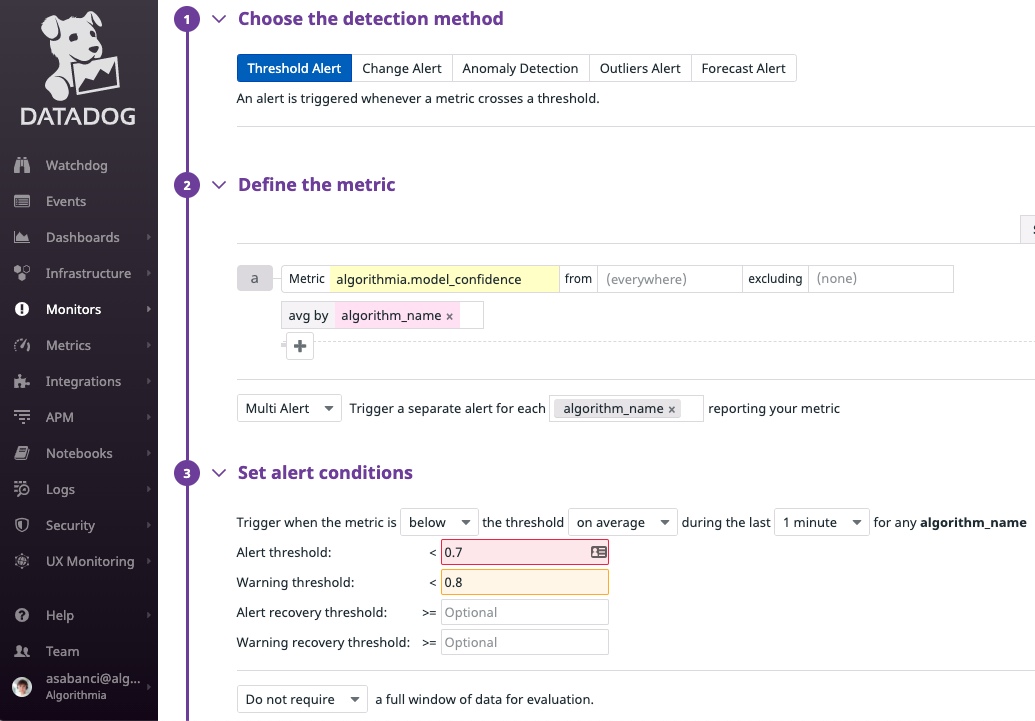 DATADOG
Watchdog
Events
Dashboards
Infrastructure
Monitors
Metrics
Integrations
APM
Notebooks
Logs
Security
UX Monitoring
Help
Team
asabanci@alg...
Algorithmia
1 Choose the detection method
Threshold Alert Change Alert Anomaly Detection Outliers Alert Forecast Alert
An alert is triggered whenever a metric crosses a threshold.
2 Define the metric
a Metric algorithmia.model_confidence from (everywhere) excluding (none)
avg by algorithm_name ×
+
Multi Alert Trigger a separate alert for each algorithm_name × reporting your metric
3 Set alert conditions
Trigger when the metric is below the threshold on average during the last 1 minute for any algorithm_name
Alert threshold: < 0.7
Warning threshold: < 0.8
Alert recovery threshold: >= Optional
Warning recovery threshold: >= Optional
Do not require a full window of data for evaluation.